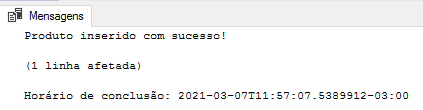 Mensagens
Produto inserido com sucesso!
(1 linha afetada)
Horário de conclusão: 2021-03-07T11:57:07.5389912-03:00